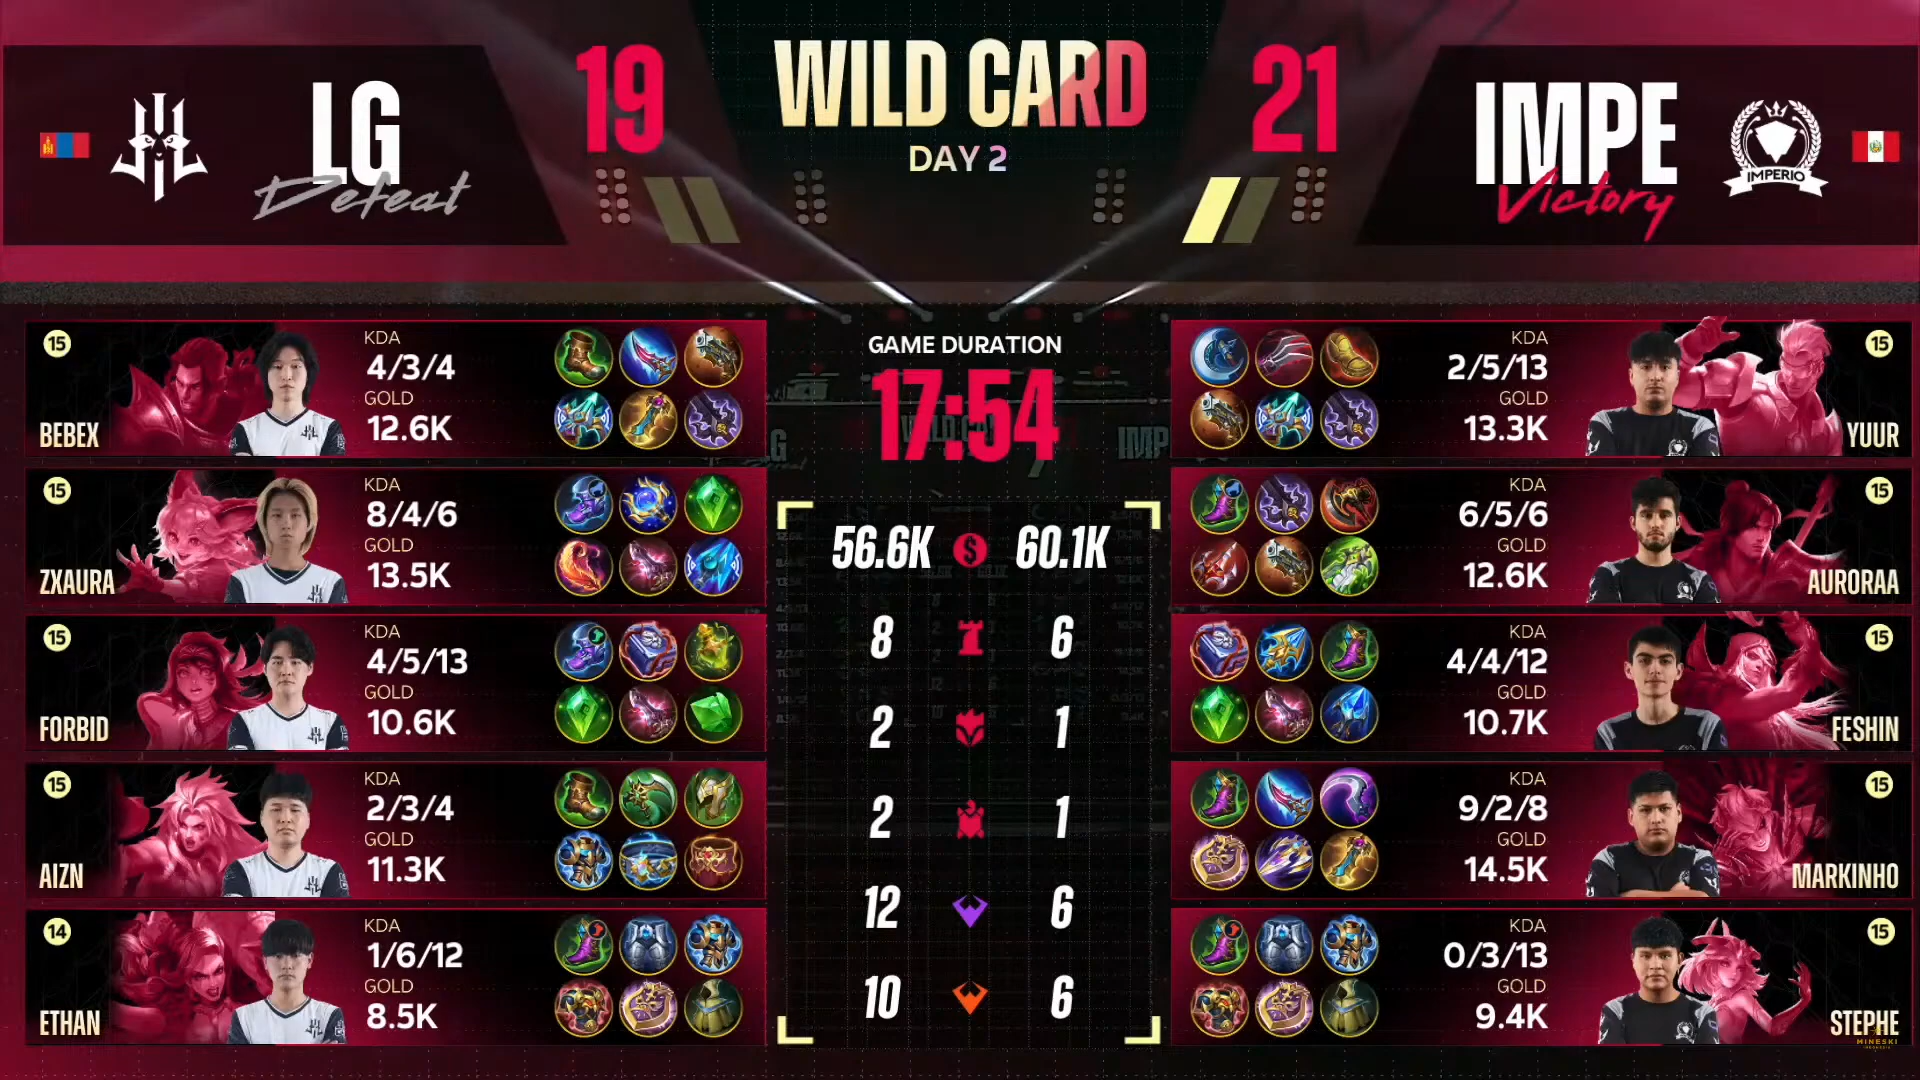 LG
Defeat
19
WILD CARD
DAY 2
21
IMPE
Victory
IMPERIO
15
BEBEX
KDA
4/3/4
GOLD
12.6K
15
ZXAURA
KDA
8/4/6
GOLD
13.5K
15
FORBID
KDA
4/5/13
GOLD
10.6K
15
AIZN
KDA
2/3/4
GOLD
11.3K
14
ETHAN
KDA
1/6/12
GOLD
8.5K
GAME DURATION
17:54
56.6K 60.1K
8 6
2 1
2 1
12 6
10 6
KDA
2/5/13
GOLD
13.3K
15
YUUR
KDA
6/5/6
GOLD
12.6K
15
AURORAA
KDA
4/4/12
GOLD
10.7K
15
FESHIN
KDA
9/2/8
GOLD
14.5K
15
MARKINHO
KDA
0/3/13
GOLD
9.4K
15
STEPHE
MINESKI